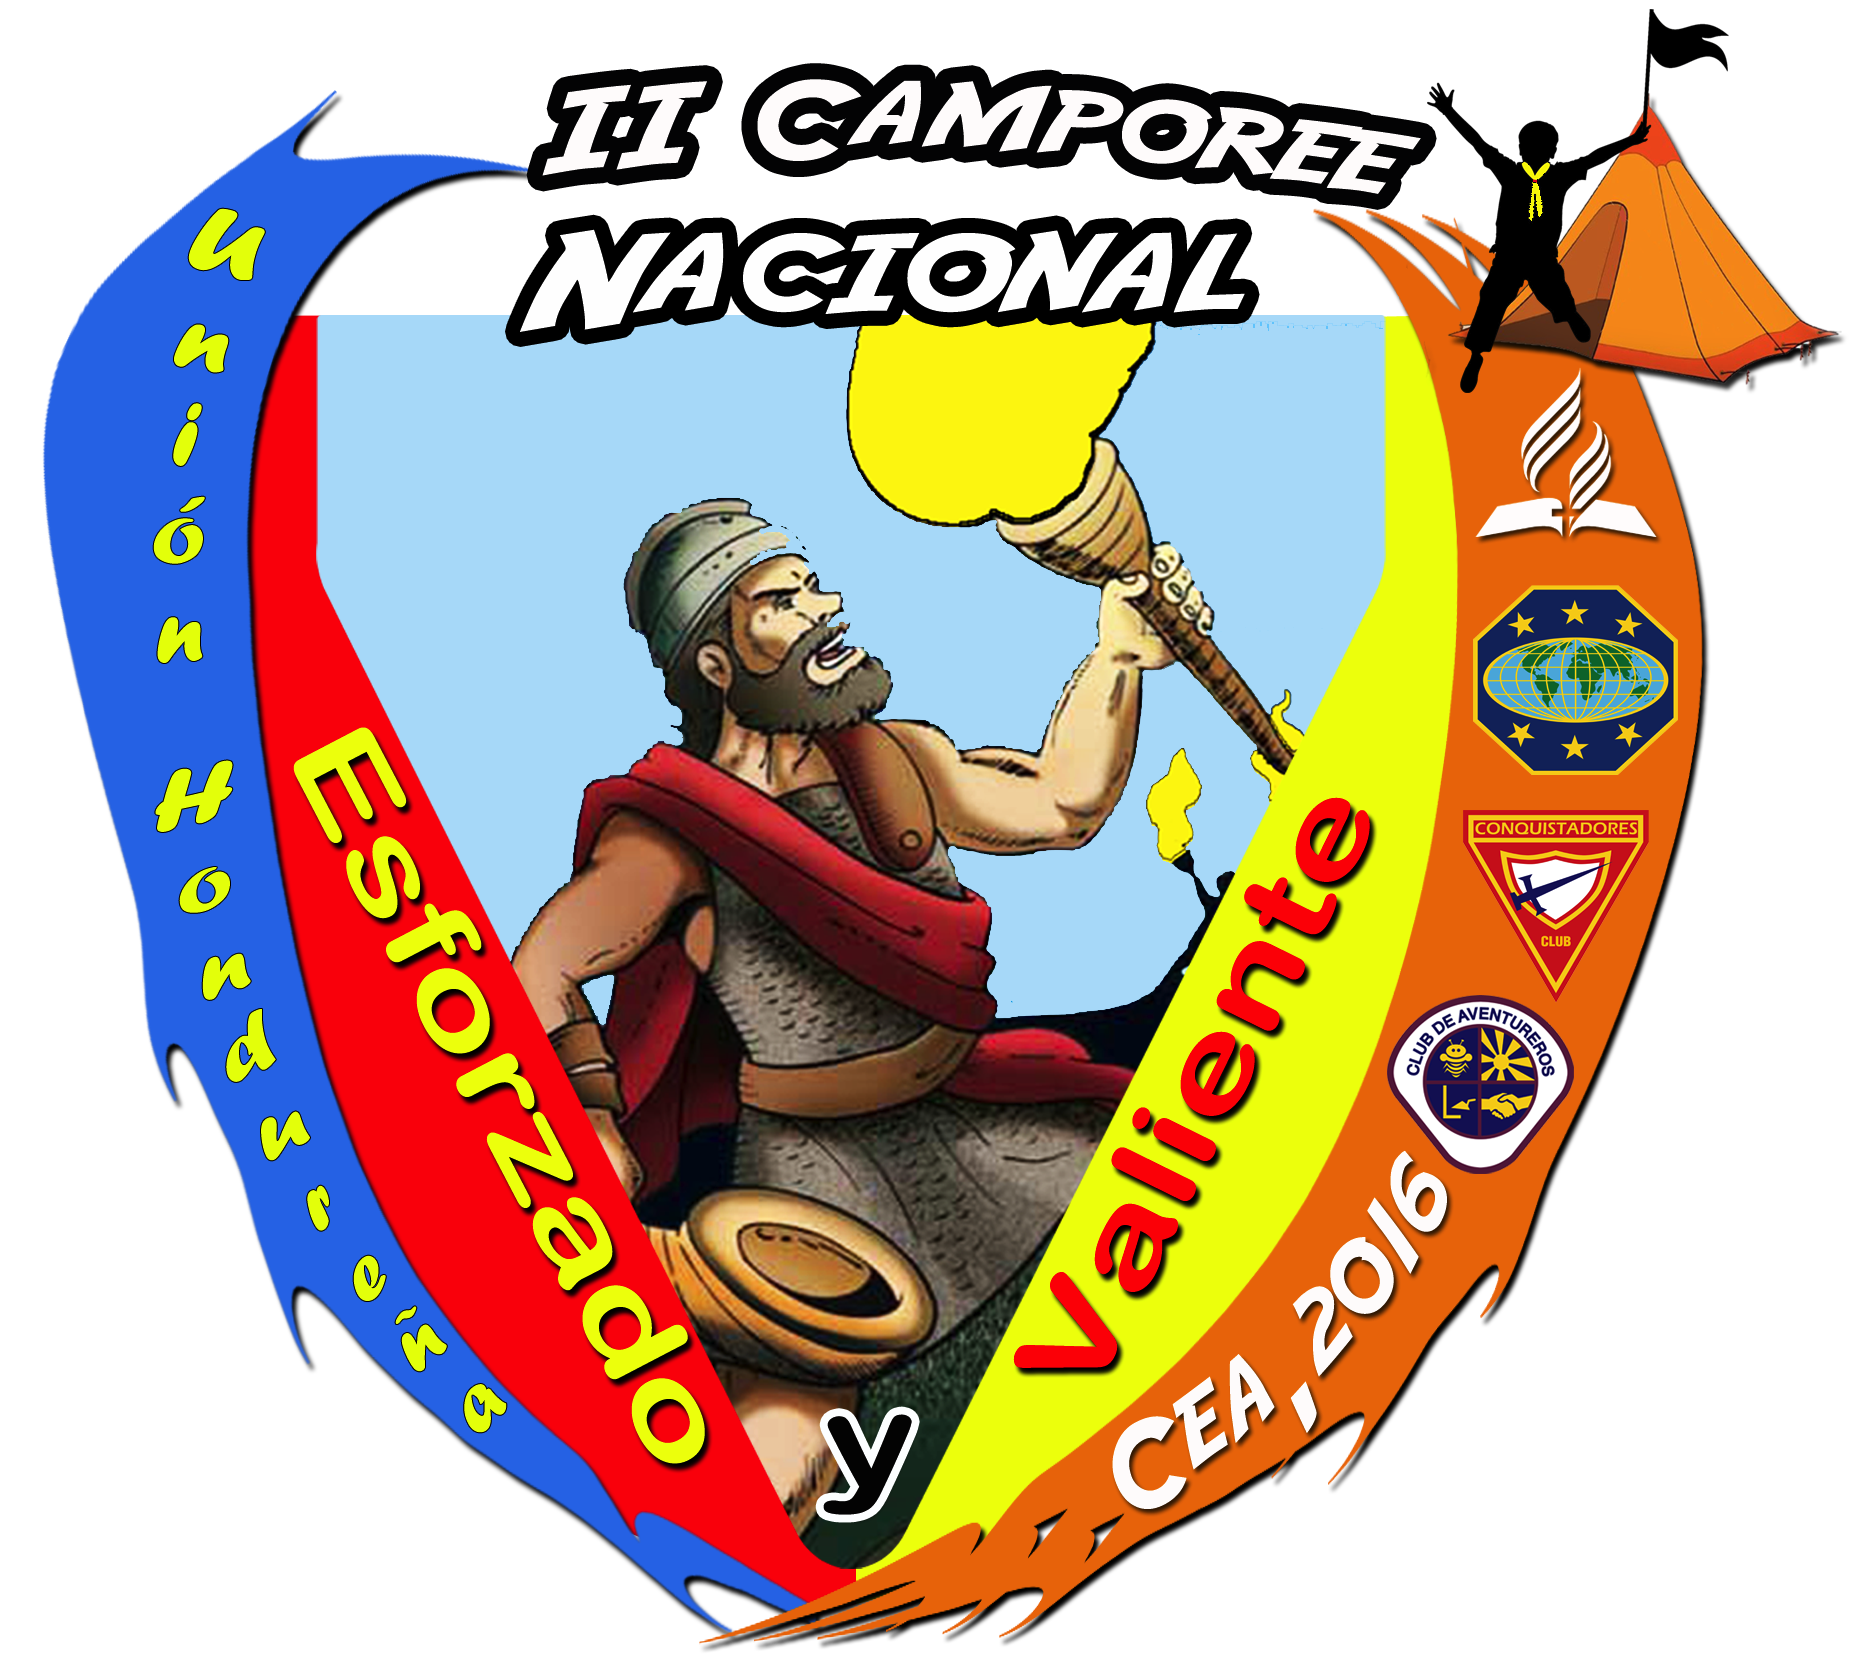 II CAMPOREE
NACIONAL
Unión Hondureña
Esforzado
y
Valiente
CONQUISTADORES
CLUB
CLUB DE AVENTUREROS
CEA, 2016